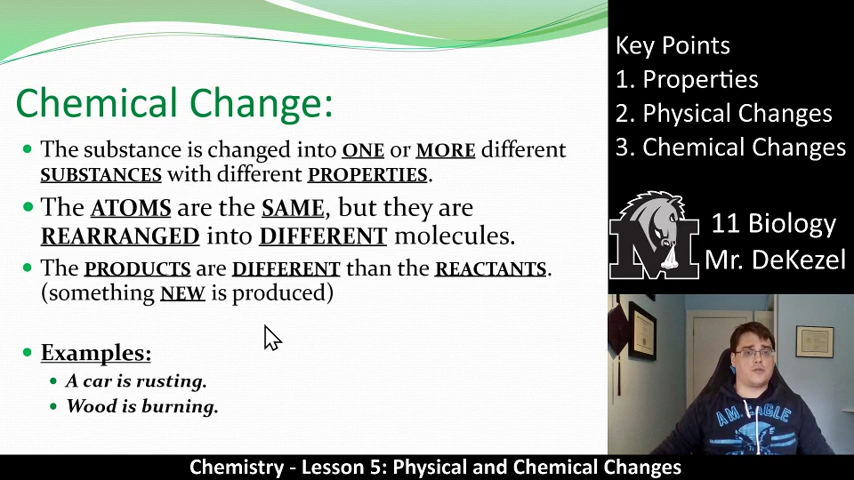 Chemical Change:
The substance is changed into ONE or MORE different
SUBSTANCES with different PROPERTIES.
The ATOMS are the SAME, but they are
REARRANGED into DIFFERENT molecules.
The PRODUCTS are DIFFERENT than the REACTANTS.
(something NEW is produced)
Examples:
A car is rusting.
Wood is burning.
Key Points
1. Properties
2. Physical Changes
3. Chemical Changes
M
11 Biology
Mr. DeKezel
A.M. EAGLE
Chemistry - Lesson 5: Physical and Chemical Changes